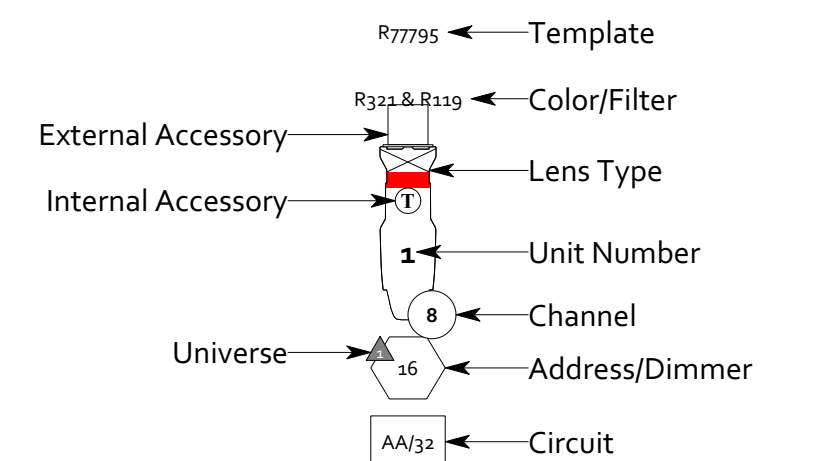 R77795 Template
R321 & R119 Color/Filter
External Accessory
Lens Type
Internal Accessory T
1 Unit Number
8 Channel
Universe 1
16 Address/Dimmer
AA/32 Circuit